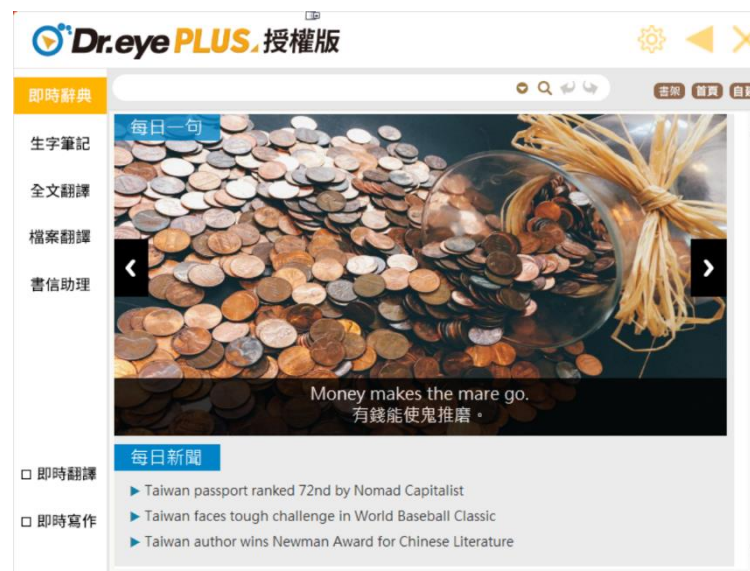 Dr.eye PLUS 授權版
即時辭典
書架 首頁
生字筆記
全文翻譯
檔案翻譯
書信助理
□ 即時翻譯
□ 即時寫作
每日一句
Money makes the mare go.
有錢能使鬼推磨。
每日新聞
Taiwan passport ranked 72nd by Nomad Capitalist
Taiwan faces tough challenge in World Baseball Classic
Taiwan author wins Newman Award for Chinese Literature